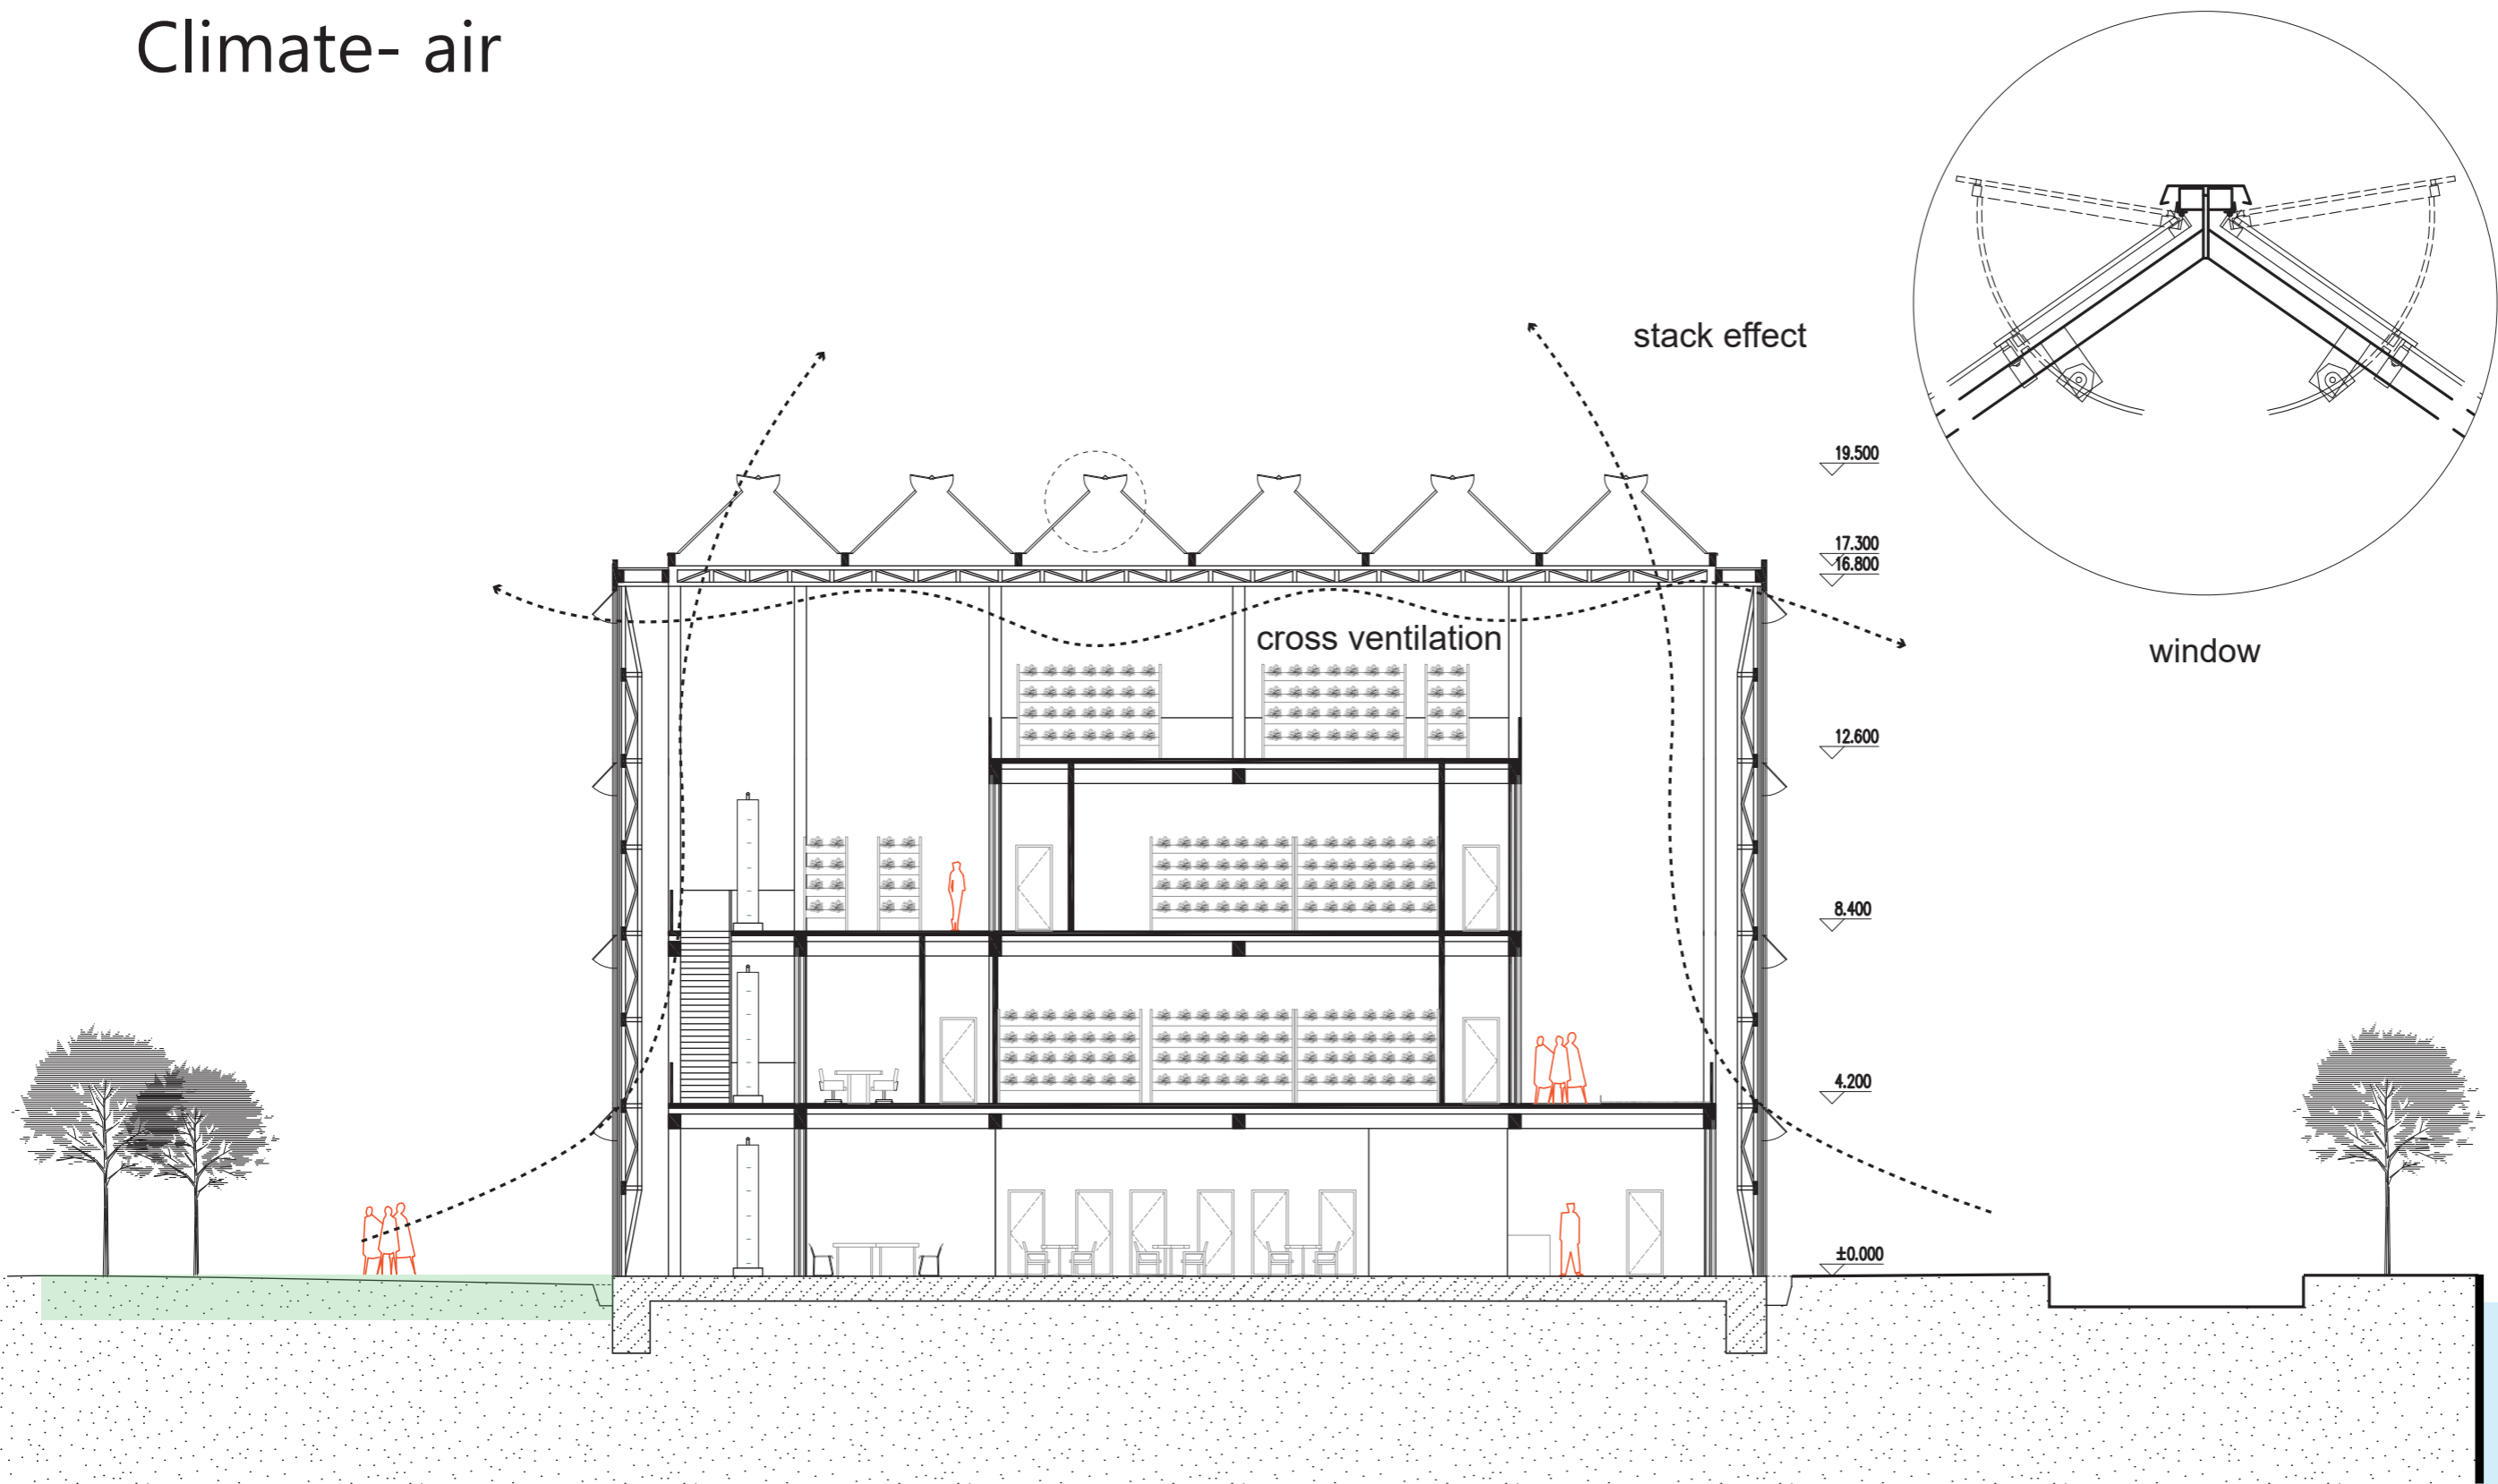 Climate- air
stack effect
19.500
17.300
16.800
cross ventilation
window
12.600
8.400
4.200
±0.000